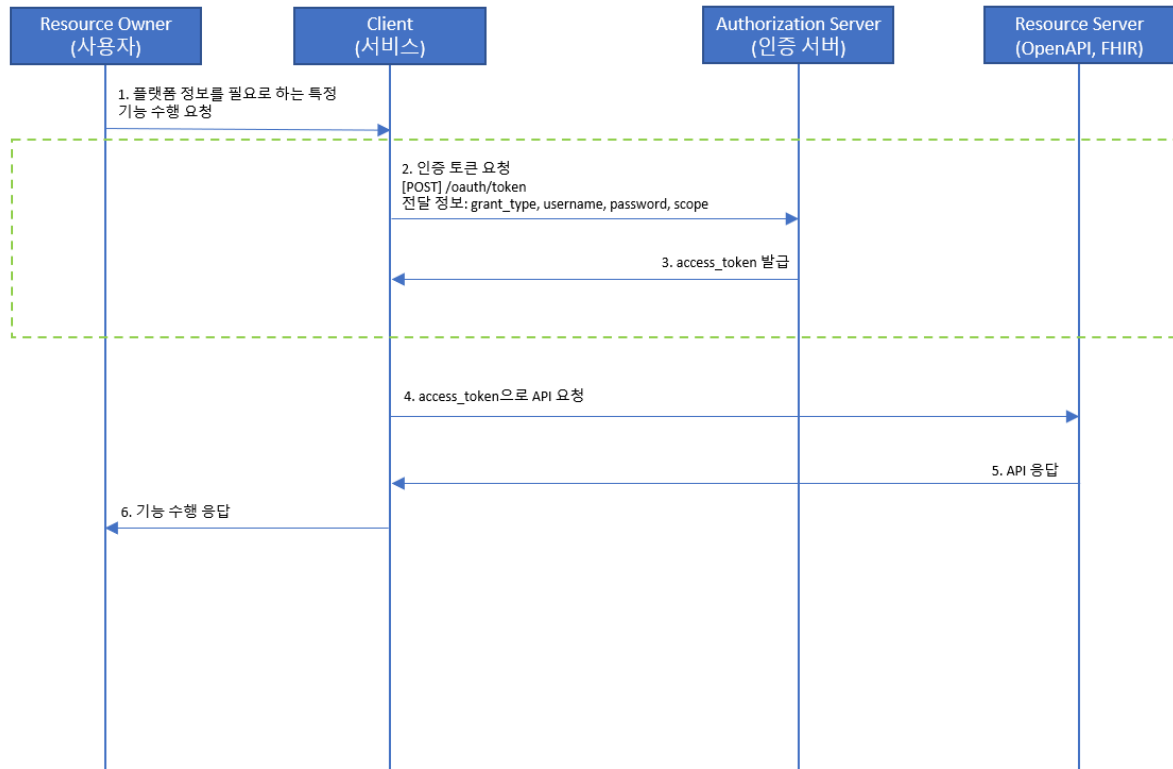 Resource Owner
(사용자)
Client
(서비스)
Authorization Server
(인증 서버)
Resource Server
(OpenAPI, FHIR)
1. 플랫폼 정보를 필요로 하는 특정
기능 수행 요청
2. 인증 토큰 요청
[POST] /oauth/token
전달 정보: grant_type, username, password, scope
3. access_token 발급
4. access_token으로 API 요청
5. API 응답
6. 기능 수행 응답